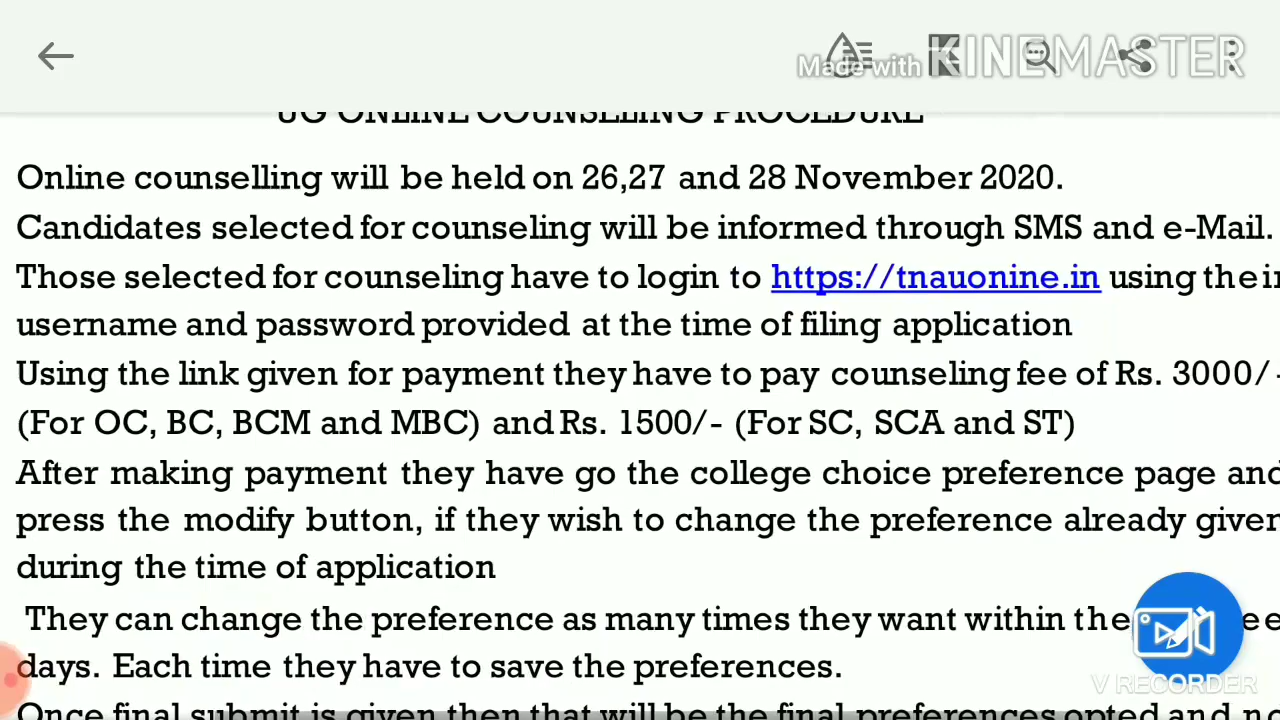 Made with KINEMASTER
UG ONLINE COUNSELING PROCEDURE
Online counselling will be held on 26,27 and 28 November 2020.
Candidates selected for counseling will be informed through SMS and e-Mail.
Those selected for counseling have to login to https://tnauonine.in using the
username and password provided at the time of filing application
Using the link given for payment they have to pay counseling fee of Rs. 3000/-
(For OC, BC, BCM and MBC) and Rs. 1500/- (For SC, SCA and ST)
After making payment they have go the college choice preference page and
press the modify button, if they wish to change the preference already given
during the time of application
They can change the preference as many times they want within the
days. Each time they have to save the preferences.
V RECORDER
Once final submit is given then that will be the final preferences opted and